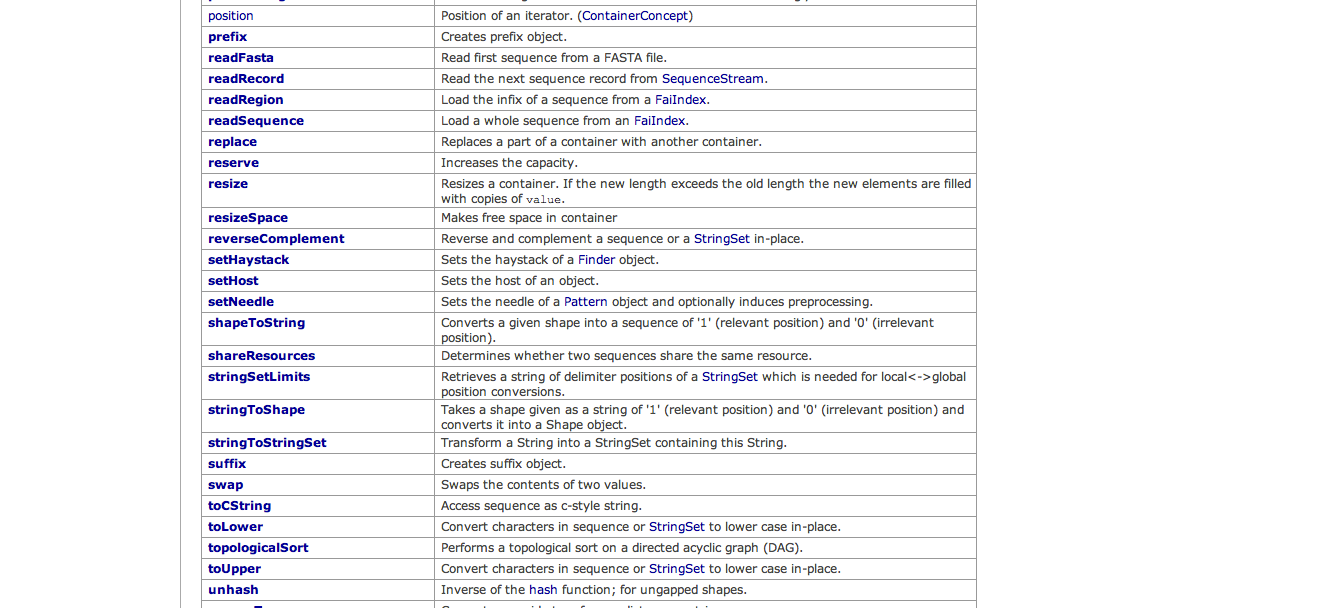 position Position of an iterator. (ContainerConcept)
prefix Creates prefix object.
readFasta Read first sequence from a FASTA file.
readRecord Read the next sequence record from SequenceStream.
readRegion Load the infix of a sequence from a FaiIndex.
readSequence Load a whole sequence from an FaiIndex.
replace Replaces a part of a container with another container.
reserve Increases the capacity.
resize Resizes a container. If the new length exceeds the old length the new elements are filled
with copies of value.
resizeSpace Makes free space in container
reverseComplement Reverse and complement a sequence or a StringSet in-place.
setHaystack Sets the haystack of a Finder object.
setHost Sets the host of an object.
setNeedle Sets the needle of a Pattern object and optionally induces preprocessing.
shapeToString Converts a given shape into a sequence of '1' (relevant position) and '0' (irrelevant
position).
shareResources Determines whether two sequences share the same resource.
stringSetLimits Retrieves a string of delimiter positions of a StringSet which is needed for local<->global
position conversions.
stringToShape Takes a shape given as a string of '1' (relevant position) and '0' (irrelevant position) and
converts it into a Shape object.
stringToStringSet Transform a String into a StringSet containing this String.
suffix Creates suffix object.
swap Swaps the contents of two values.
toCString Access sequence as c-style string.
toLower Convert characters in sequence or StringSet to lower case in-place.
topologicalSort Performs a topological sort on a directed acyclic graph (DAG).
toUpper Convert characters in sequence or StringSet to lower case in-place.
unhash Inverse of the hash function; for ungapped shapes.